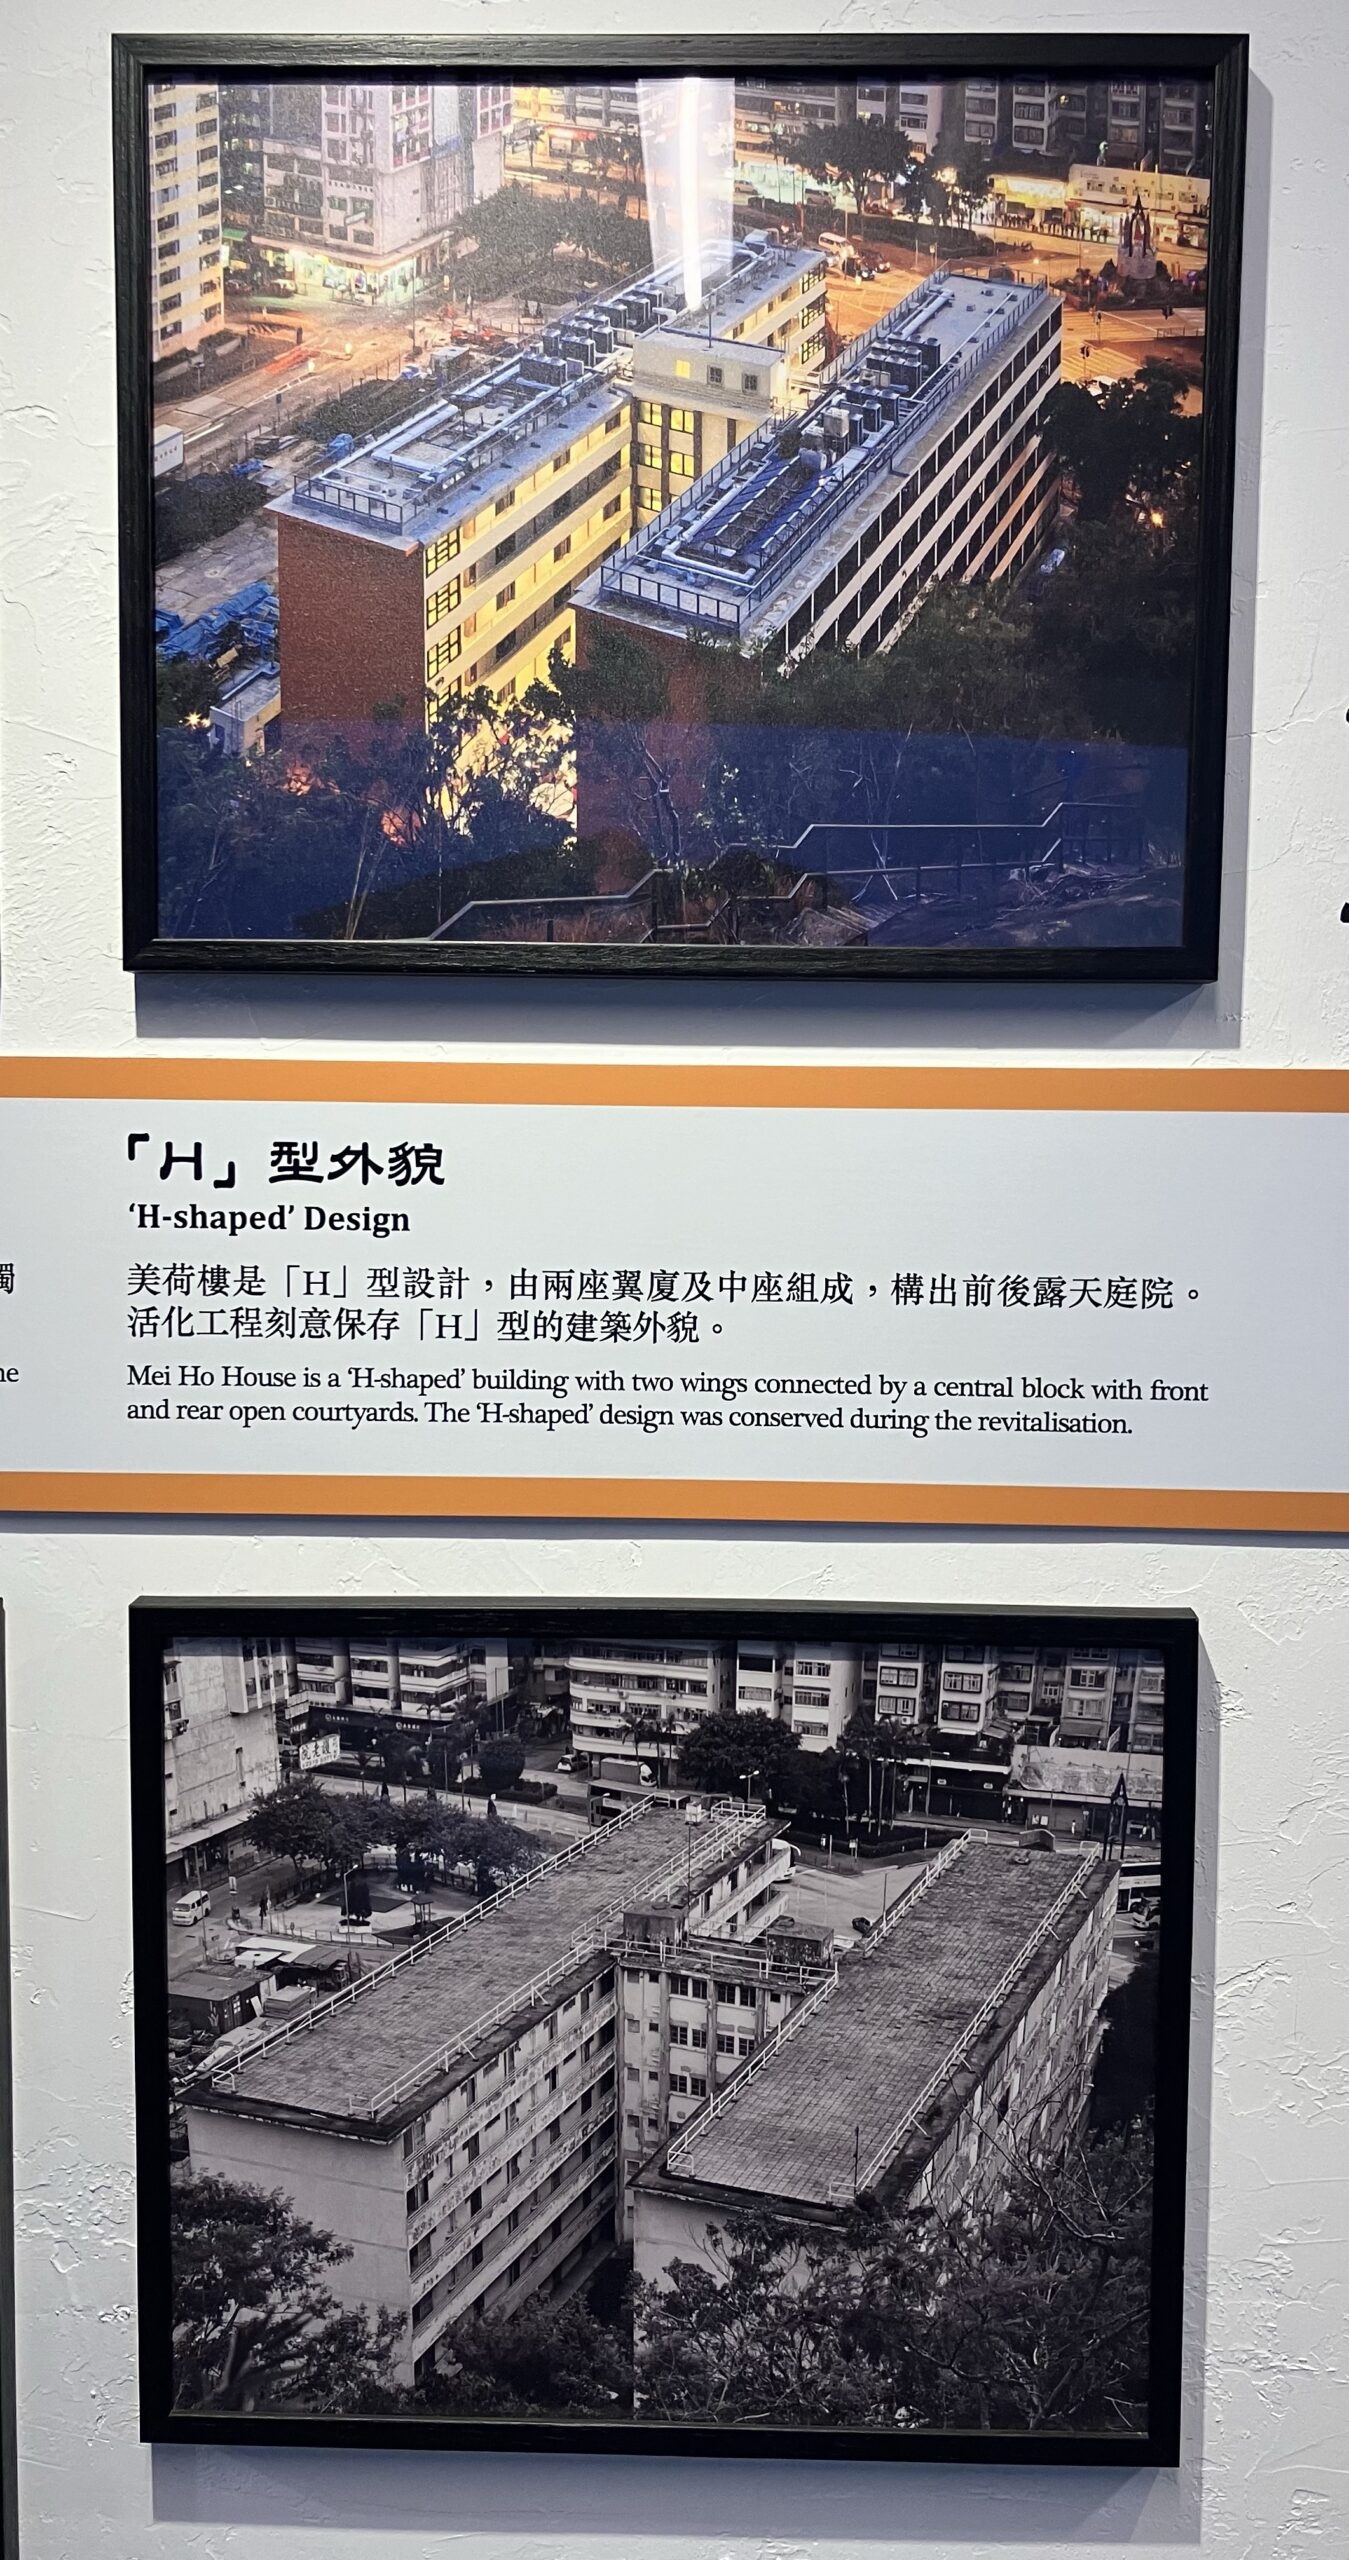 「H」型外貌
‘H-shaped’ Design
美荷樓是「H」型設計，由兩座翼廈及中座組成，構出前後露天庭院。
活化工程刻意保存「H」型的建築外貌。
Mei Ho House is a ‘H-shaped’ building with two wings connected by a central block with front
and rear open courtyards. The ‘H-shaped’ design was conserved during the revitalisation.